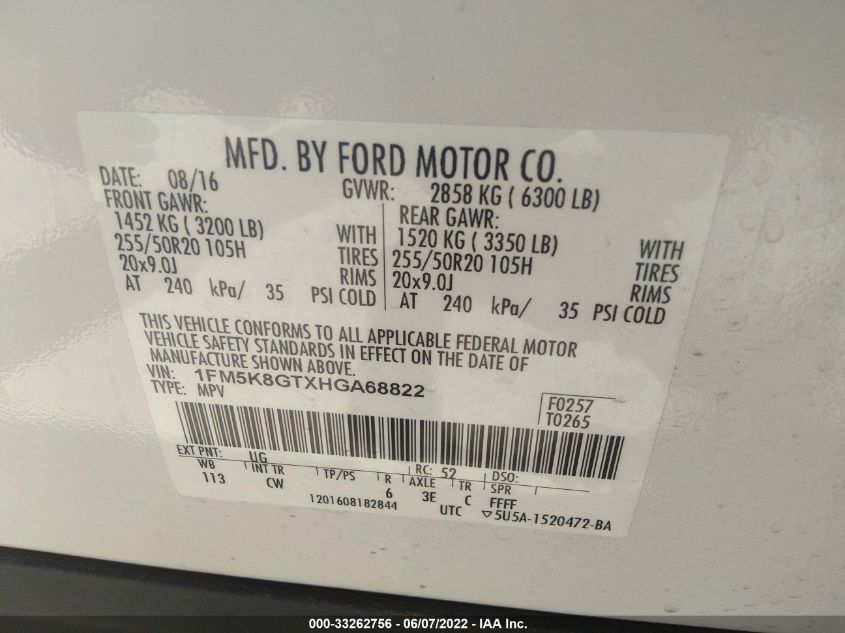 MFD. BY FORD MOTOR CO.
DATE: 08/16 GVWR: 2858 KG ( 6300 LB)
FRONT GAWR:
1452 KG ( 3200 LB) WITH
255/50R20 105H TIRES
20x9.0J RIMS
AT 240 kPa/ 35 PSI COLD
REAR GAWR:
1520 KG ( 3350 LB) WITH
255/50R20 105H TIRES
20x9.0J RIMS
AT 240 kPa/ 35 PSI COLD
THIS VEHICLE CONFORMS TO ALL APPLICABLE FEDERAL MOTOR
VEHICLE SAFETY STANDARDS IN EFFECT ON THE DATE OF
MANUFACTURE SHOWN ABOVE.
VIN: 1FM5K8GTXHGA68822
TYPE: MPV
F0257
T0265
EXT PNT: UG RC: 52 DSO:
WB INT TR TP/PS R AXLE TR SPR
113 CW 6 3E C FFFF
1201608182844 UTC ▽5U5A-1520472-BA
000-33262756 - 06/07/2022 - IAA Inc.